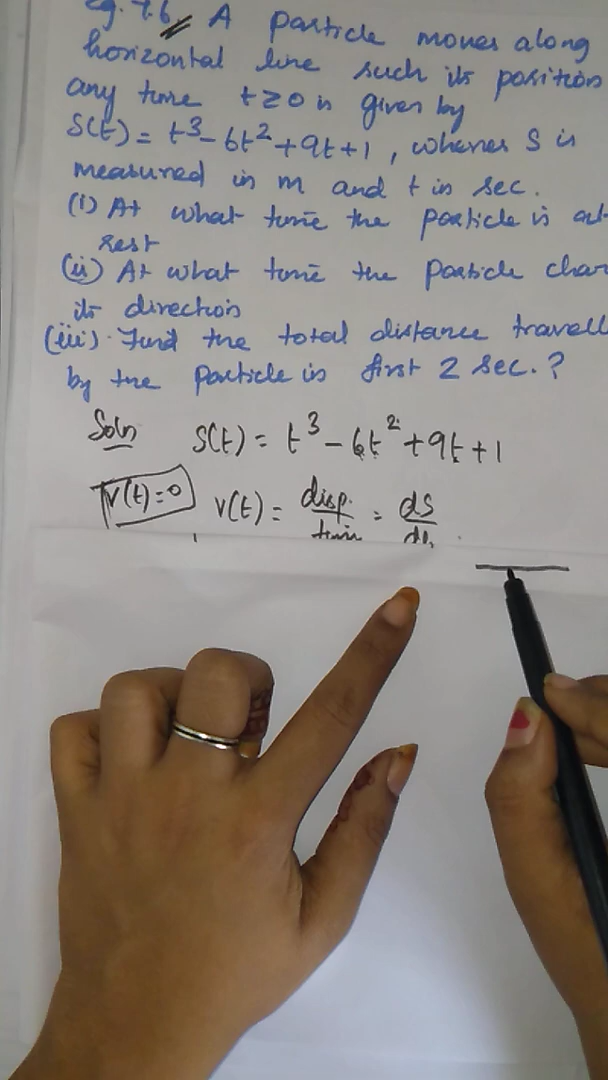 eg. 7.6 A particle moves along
horizontal line such its position
any time t≥0 is given by
S(t) = t³ - 6t² + 9t + 1, wheres S is
measured in m and t in sec.
(i) At what time the particle is at
rest
(ii) At what time the particle chan
its direction
(iii). Find the total distance travell
by the particle in first 2 sec.?
Soln S(t) = t³ - 6t² + 9t + 1
V(t)=0 V(t) = disp./time = ds/dt